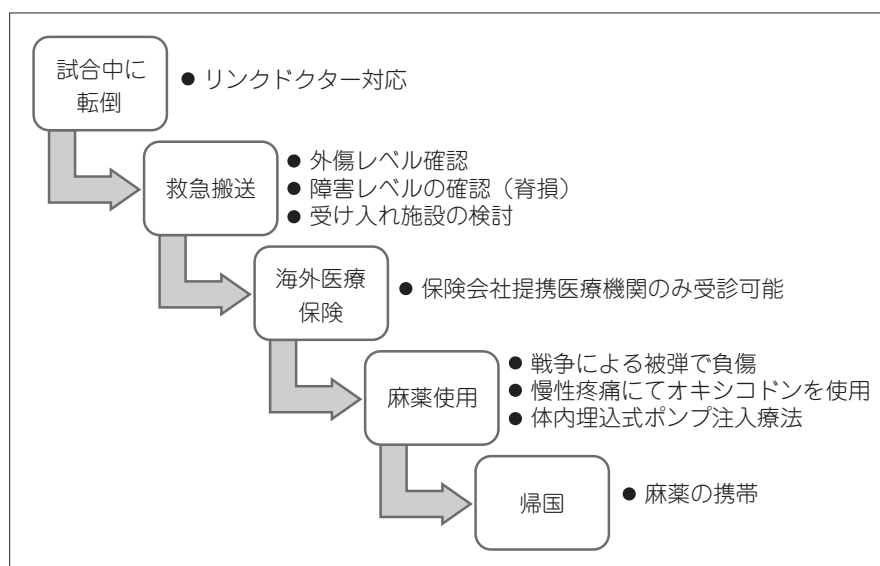 試合中に
転倒
● リンクドクター対応
救急搬送
● 外傷レベル確認
● 障害レベルの確認（脊損）
● 受け入れ施設の検討
海外医療
保険
● 保険会社提携医療機関のみ受診可能
麻薬使用
● 戦争による被弾で負傷
● 慢性疼痛にてオキシコドンを使用
● 体内埋込式ポンプ注入療法
帰国
● 麻薬の携帯